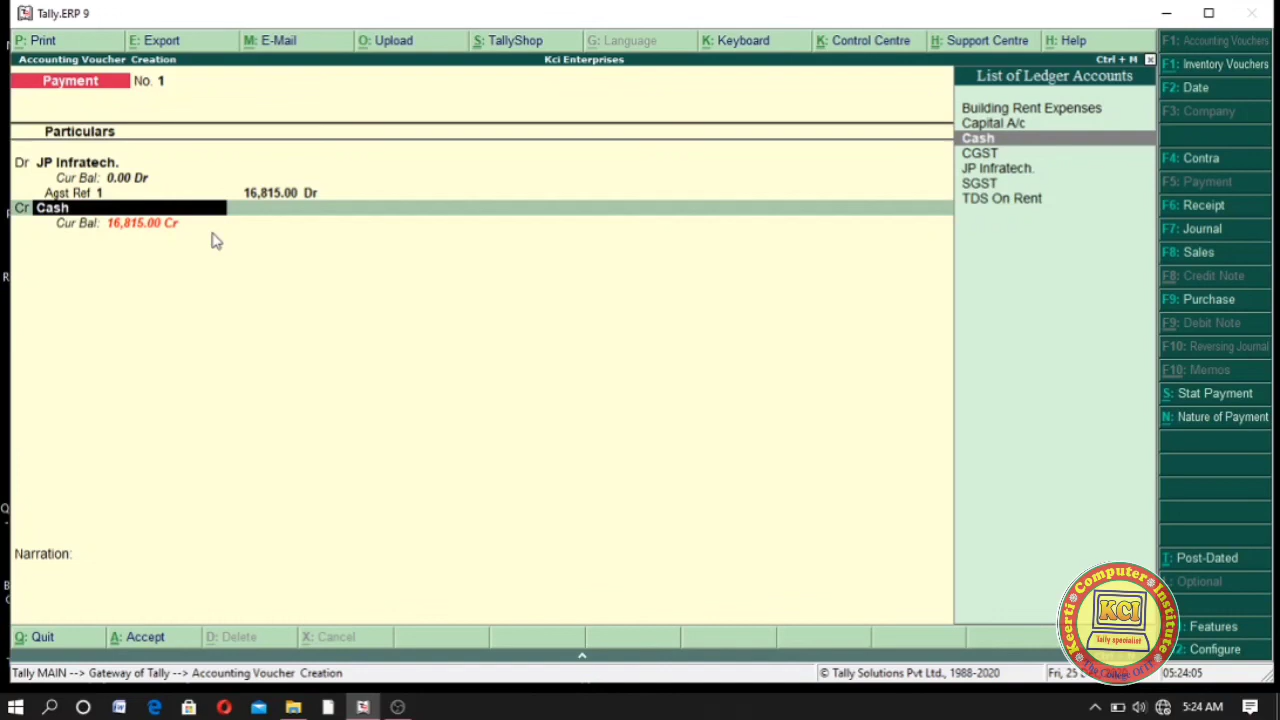 Tally.ERP 9
P: Print E: Export M: E-Mail O: Upload S: TallyShop G: Language K: Keyboard K: Control Centre H: Support Centre H: Help
Accounting Voucher Creation Kci Enterprises Ctrl + M
Payment No. 1
Particulars
Dr JP Infratech.
Cur Bal: 0.00 Dr
Agst Ref 1 16,815.00 Dr
Cr Cash
Cur Bal: 16,815.00 Cr
Narration:
List of Ledger Accounts
Building Rent Expenses
Capital A/c
Cash
CGST
JP Infratech.
SGST
TDS On Rent
F1: Accounting Vouchers
F1: Inventory Vouchers
F2: Date
F3: Company
F4: Contra
F5: Payment
F6: Receipt
F7: Journal
F8: Sales
F8: Credit Note
F9: Purchase
F9: Debit Note
F10: Reversing Journal
F10: Memos
S: Stat Payment
N: Nature of Payment
T: Post-Dated
L: Optional
: Features
2: Configure
Keerti Computer Institute
KCI
Tally specialist
Q: Quit A: Accept D: Delete X: Cancel
Tally MAIN --> Gateway of Tally --> Accounting Voucher Creation © Tally Solutions Pvt Ltd., 1988-2020 Fri, 25 05:24:05
5:24 AM